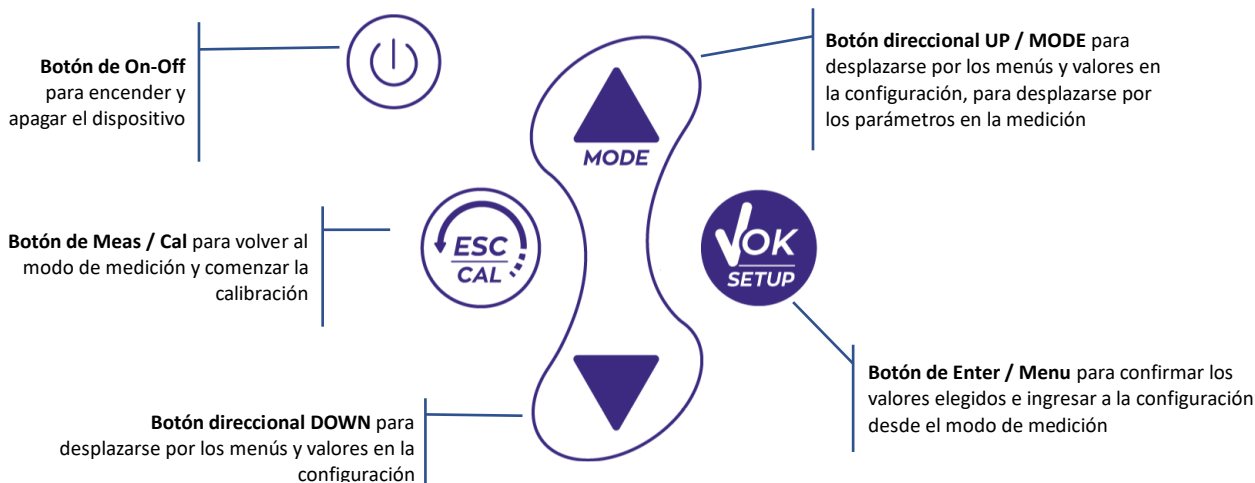 Botón de On-Off
para encender y
apagar el dispositivo
MODE
Botón direccional UP / MODE para
desplazarse por los menús y valores en
la configuración, para desplazarse por
los parámetros en la medición
Botón de Meas / Cal para volver al
modo de medición y comenzar la
calibración
ESC
CAL
OK
SETUP
Botón direccional DOWN para
desplazarse por los menús y valores en la
configuración
Botón de Enter / Menu para confirmar los
valores elegidos e ingresar a la configuración
desde el modo de medición